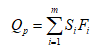 Q_p = \sum_{i=1}^{m} S_i F_i